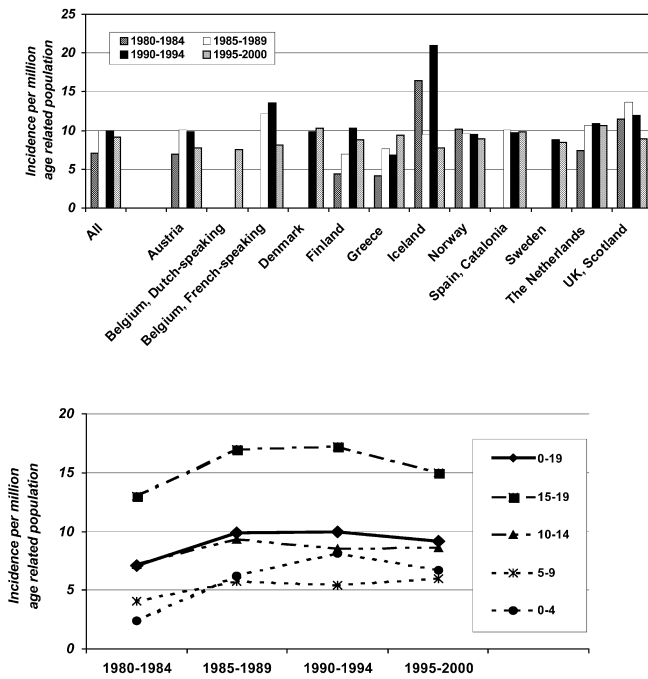 25
20
15
10
5
0
Incidence per million
age related population
1980-1984
1985-1989
1990-1994
1995-2000
All
Austria
Belgium, Dutch-speaking
Belgium, French-speaking
Denmark
Finland
Greece
Iceland
Norway
Spain, Catalonia
Sweden
The Netherlands
UK, Scotland
20
15
10
5
0
Incidence per million
age related population
0-19
15-19
10-14
5-9
0-4
1980-1984
1985-1989
1990-1994
1995-2000